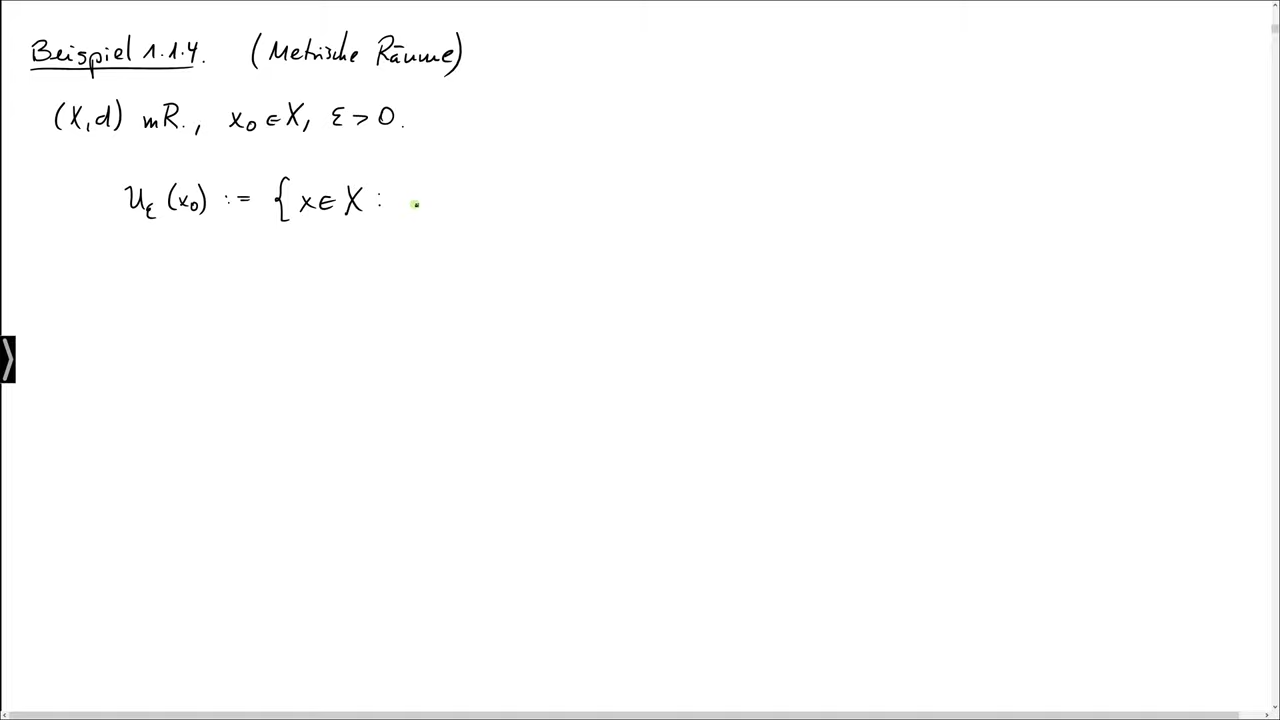 Beispiel 1.1.4. (Metrische Räume)
(X,d) mR., x₀ ∈ X, ε > 0.
U_ε(x₀) := { x ∈ X :